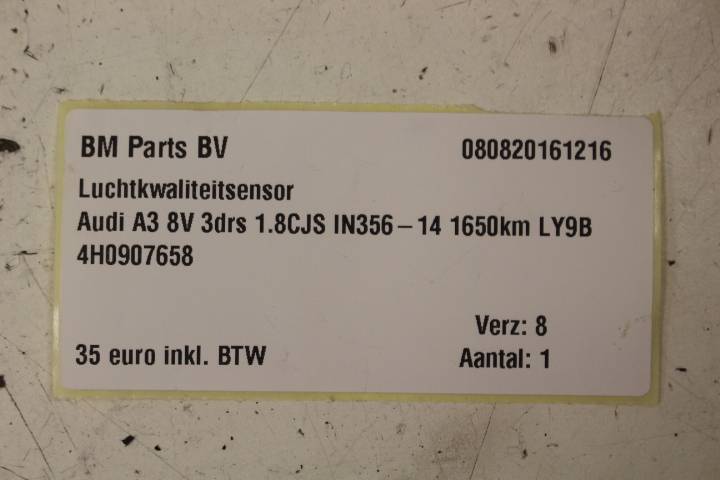 BM Parts BV 080820161216
Luchtkwaliteitsensor
Audi A3 8V 3drs 1.8CJS IN356 – 14 1650km LY9B
4H0907658
Verz: 8
35 euro inkl. BTW Aantal: 1